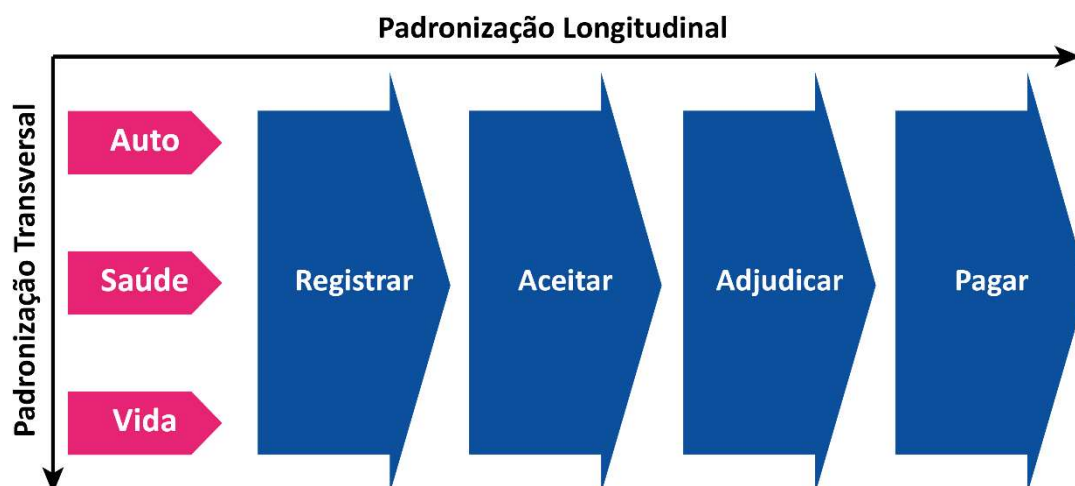 Padronização Longitudinal
Padronização Transversal
Auto
Saúde
Vida
Registrar
Aceitar
Adjudicar
Pagar